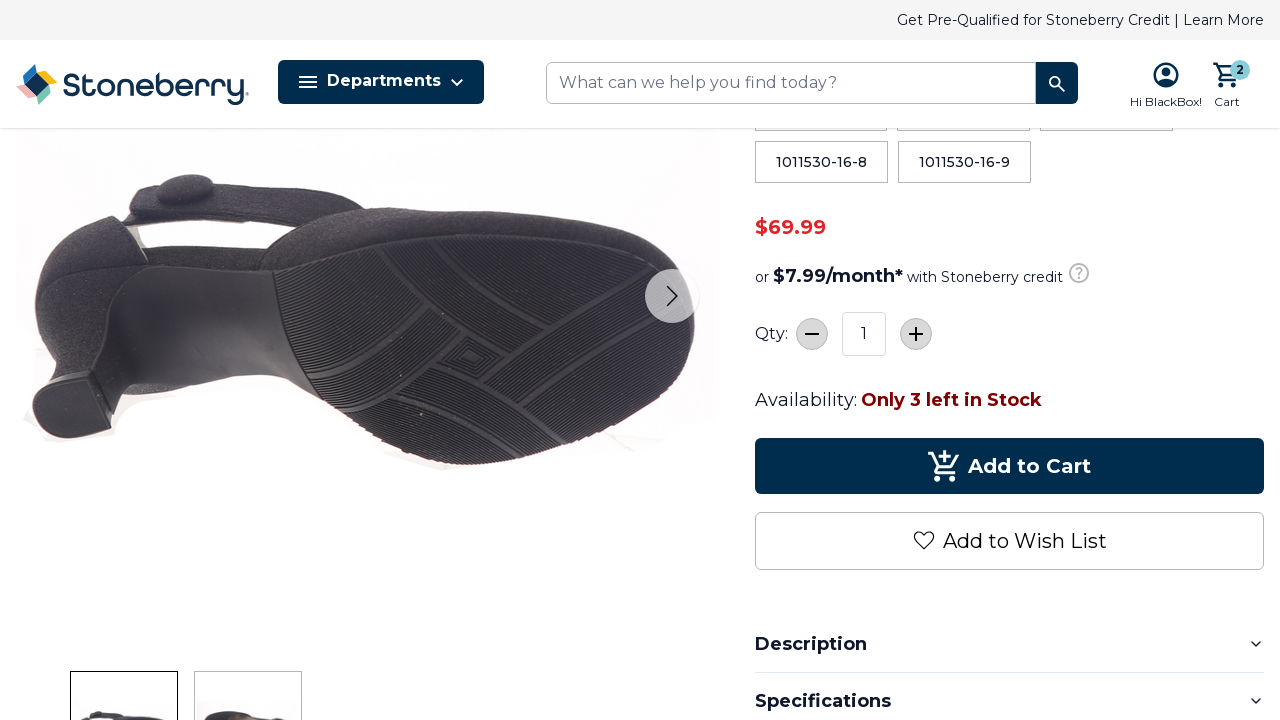 Get Pre-Qualified for Stoneberry Credit | Learn More
Stoneberry®
Departments
What can we help you find today?
Hi BlackBox!
2
Cart
1011530-16-8
1011530-16-9
$69.99
or $7.99/month* with Stoneberry credit
Qty:
1
Availability: Only 3 left in Stock
Add to Cart
Add to Wish List
Description
Specifications